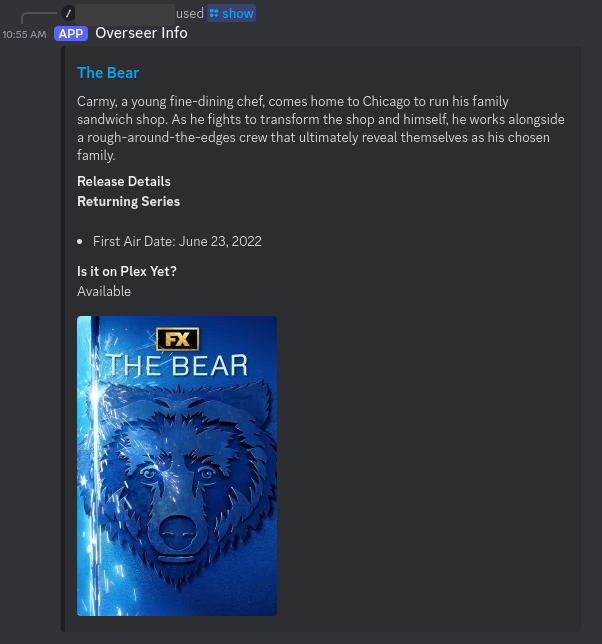 / used show
10:55 AM APP Overseer Info
The Bear
Carmy, a young fine-dining chef, comes home to Chicago to run his family
sandwich shop. As he fights to transform the shop and himself, he works alongside
a rough-around-the-edges crew that ultimately reveal themselves as his chosen
family.
Release Details
Returning Series
• First Air Date: June 23, 2022
Is it on Plex Yet?
Available
FX
THE BEAR